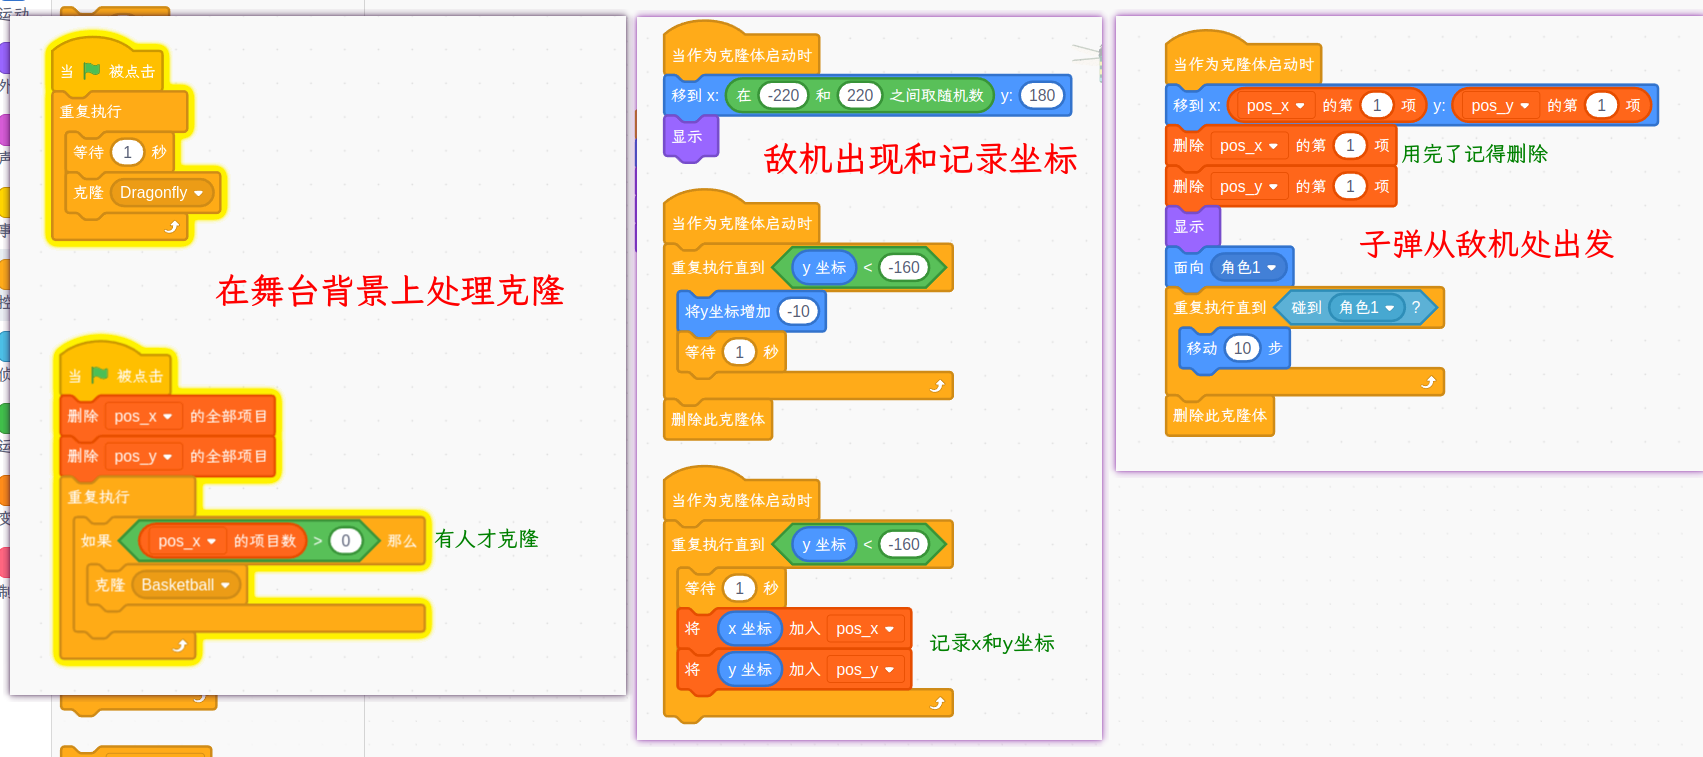 运动
外
声
事
控
侦
运
变
制
当 被点击
重复执行
等待 1 秒
克隆 Dragonfly
在舞台背景上处理克隆
当 被点击
删除 pos_x 的全部项目
删除 pos_y 的全部项目
重复执行
如果 pos_x 的项目数 > 0 那么
有人才克隆
克隆 Basketball
当作为克隆体启动时
移到 x: 在 -220 和 220 之间取随机数 y: 180
显示
敌机出现和记录坐标
当作为克隆体启动时
重复执行直到 y 坐标 < -160
将y坐标增加 -10
等待 1 秒
删除此克隆体
当作为克隆体启动时
重复执行直到 y 坐标 < -160
等待 1 秒
将 x 坐标 加入 pos_x
将 y 坐标 加入 pos_y
记录x和y坐标
当作为克隆体启动时
移到 x: pos_x 的第 1 项 y: pos_y 的第 1 项
删除 pos_x 的第 1 项
用完了记得删除
删除 pos_y 的第 1 项
显示
子弹从敌机处出发
面向 角色1
重复执行直到 碰到 角色1 ?
移动 10 步
删除此克隆体